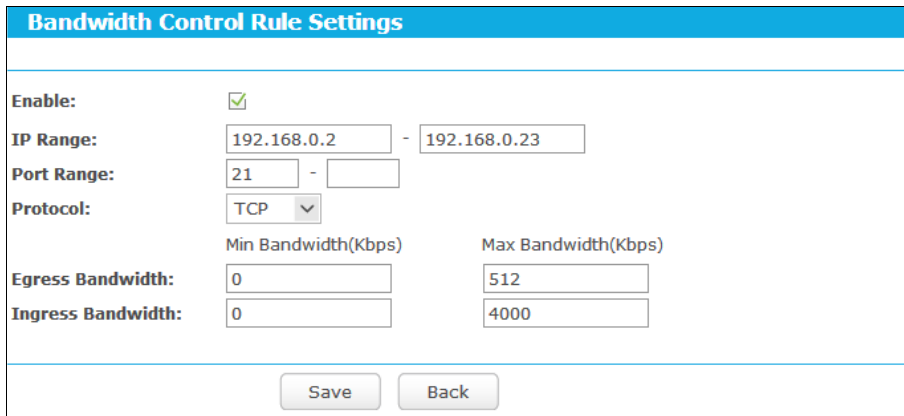 Bandwidth Control Rule Settings
Enable:
IP Range: 192.168.0.2 - 192.168.0.23
Port Range: 21 -
Protocol: TCP
Min Bandwidth(Kbps) Max Bandwidth(Kbps)
Egress Bandwidth: 0 512
Ingress Bandwidth: 0 4000
Save Back